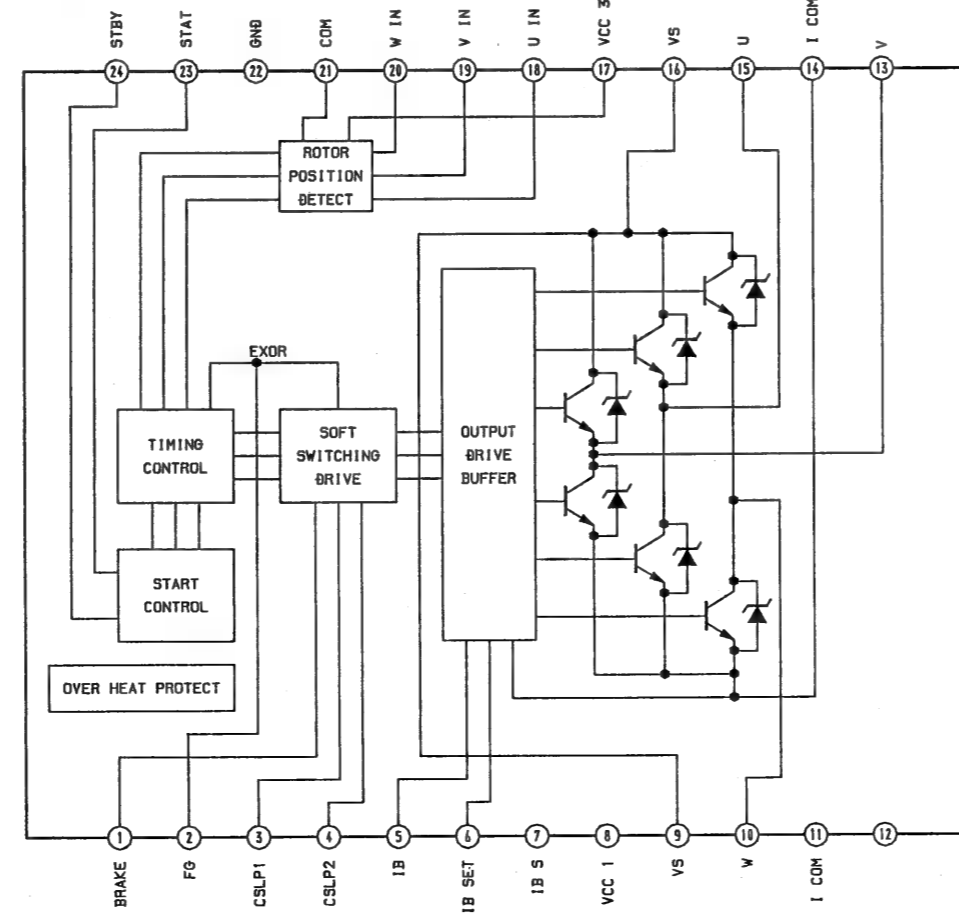 STBY
STAT
GND
COM
W IN
V IN
U IN
VCC 3
VS
U
I COM
V
24
23
22
21
20
19
18
17
16
15
14
13
ROTOR
POSITION
DETECT
EXOR
TIMING
CONTROL
SOFT
SWITCHING
DRIVE
OUTPUT
DRIVE
BUFFER
START
CONTROL
OVER HEAT PROTECT
1
2
3
4
5
6
7
8
9
10
11
12
BRAKE
FG
CSLP1
CSLP2
IB
IB SET
IB S
VCC 1
VS
W
I COM